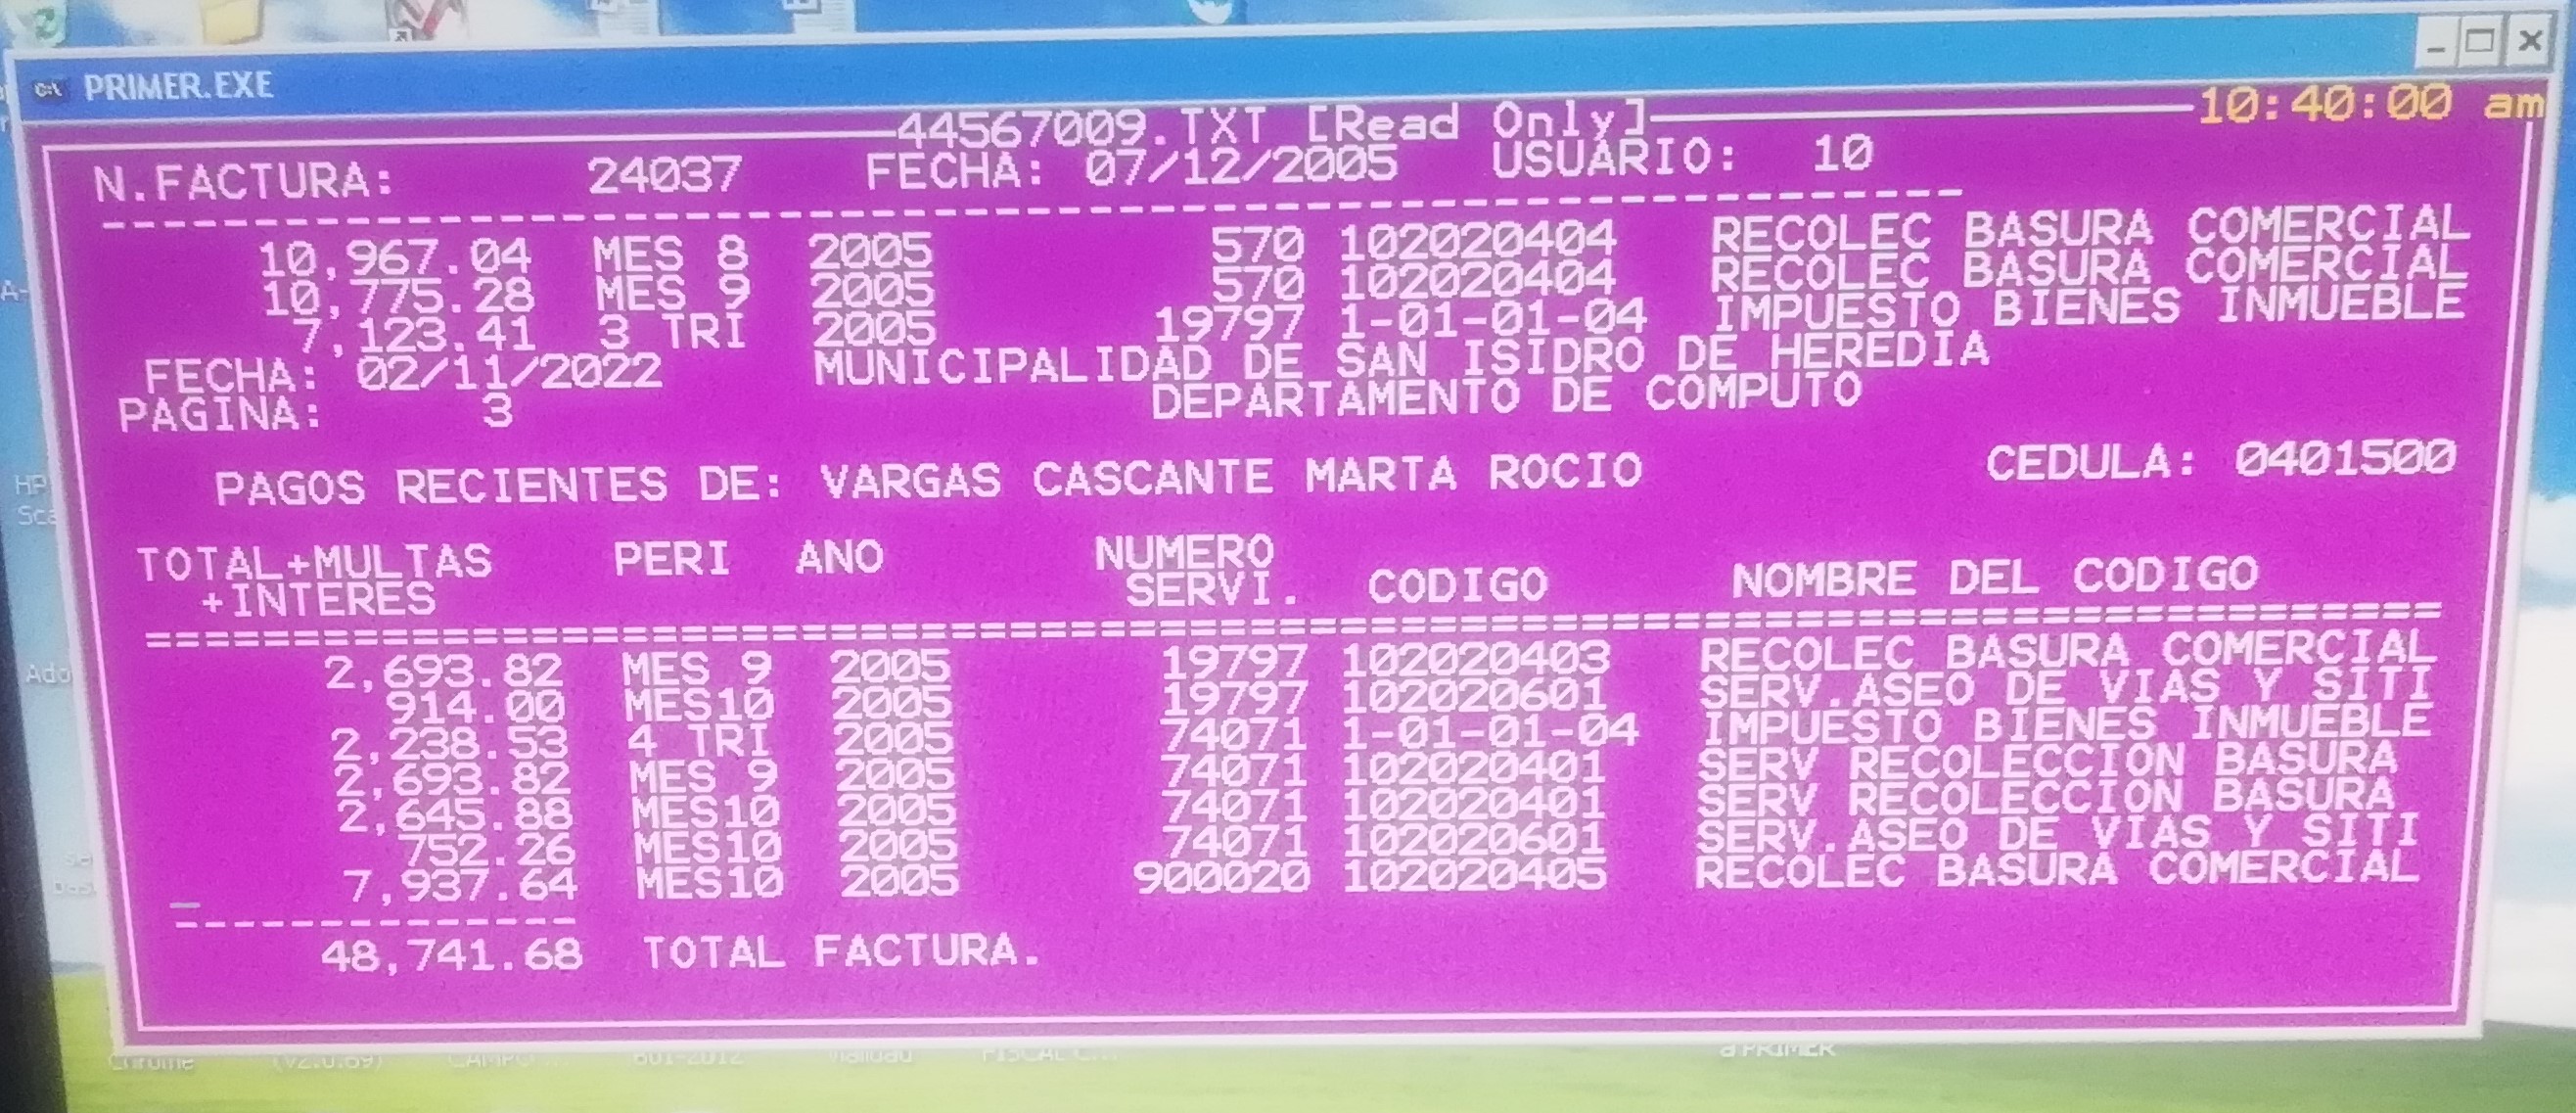 PRIMER.EXE
44567009.TXT [Read Only] 10:40:00 am
N.FACTURA: 24037 FECHA: 07/12/2005 USUARIO: 10
------------------------------------------------------------
10,967.04 MES 8 2005 570 102020404 RECOLEC BASURA COMERCIAL
10,775.28 MES 9 2005 570 102020404 RECOLEC BASURA COMERCIAL
7,123.41 3 TRI 2005 19797 1-01-01-04 IMPUESTO BIENES INMUEBLE
FECHA: 02/11/2022 MUNICIPALIDAD DE SAN ISIDRO DE HEREDIA
PAGINA: 3 DEPARTAMENTO DE COMPUTO
PAGOS RECIENTES DE: VARGAS CASCANTE MARTA ROCIO CEDULA: 0401500
TOTAL+MULTAS PERI ANO NUMERO
+INTERES SERVI. CODIGO NOMBRE DEL CODIGO
==========================================================================
2,693.82 MES 9 2005 19797 102020403 RECOLEC BASURA COMERCIAL
914.00 MES10 2005 19797 102020601 SERV.ASEO DE VIAS Y SITI
2,238.53 4 TRI 2005 74071 1-01-01-04 IMPUESTO BIENES INMUEBLE
2,693.82 MES 9 2005 74071 102020401 SERV RECOLECCION BASURA
2,645.88 MES10 2005 74071 102020401 SERV RECOLECCION BASURA
752.26 MES10 2005 74071 102020601 SERV.ASEO DE VIAS Y SITI
7,937.64 MES10 2005 900020 102020405 RECOLEC BASURA COMERCIAL
-------------
48,741.68 TOTAL FACTURA.
Chrome (v2.0.69) 601-2012 a PRIMER